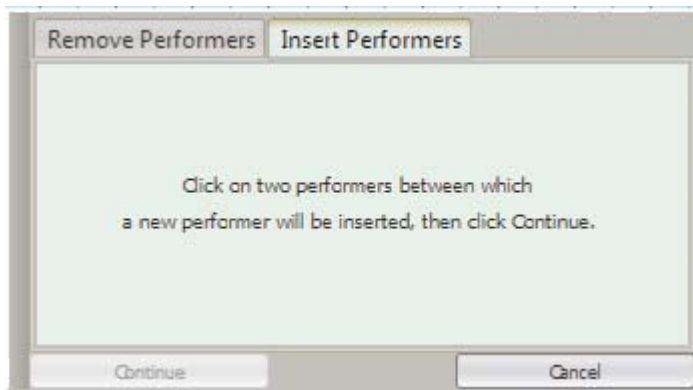 Remove Performers Insert Performers
Click on two performers between which
a new performer will be inserted, then click Continue.
Continue Cancel